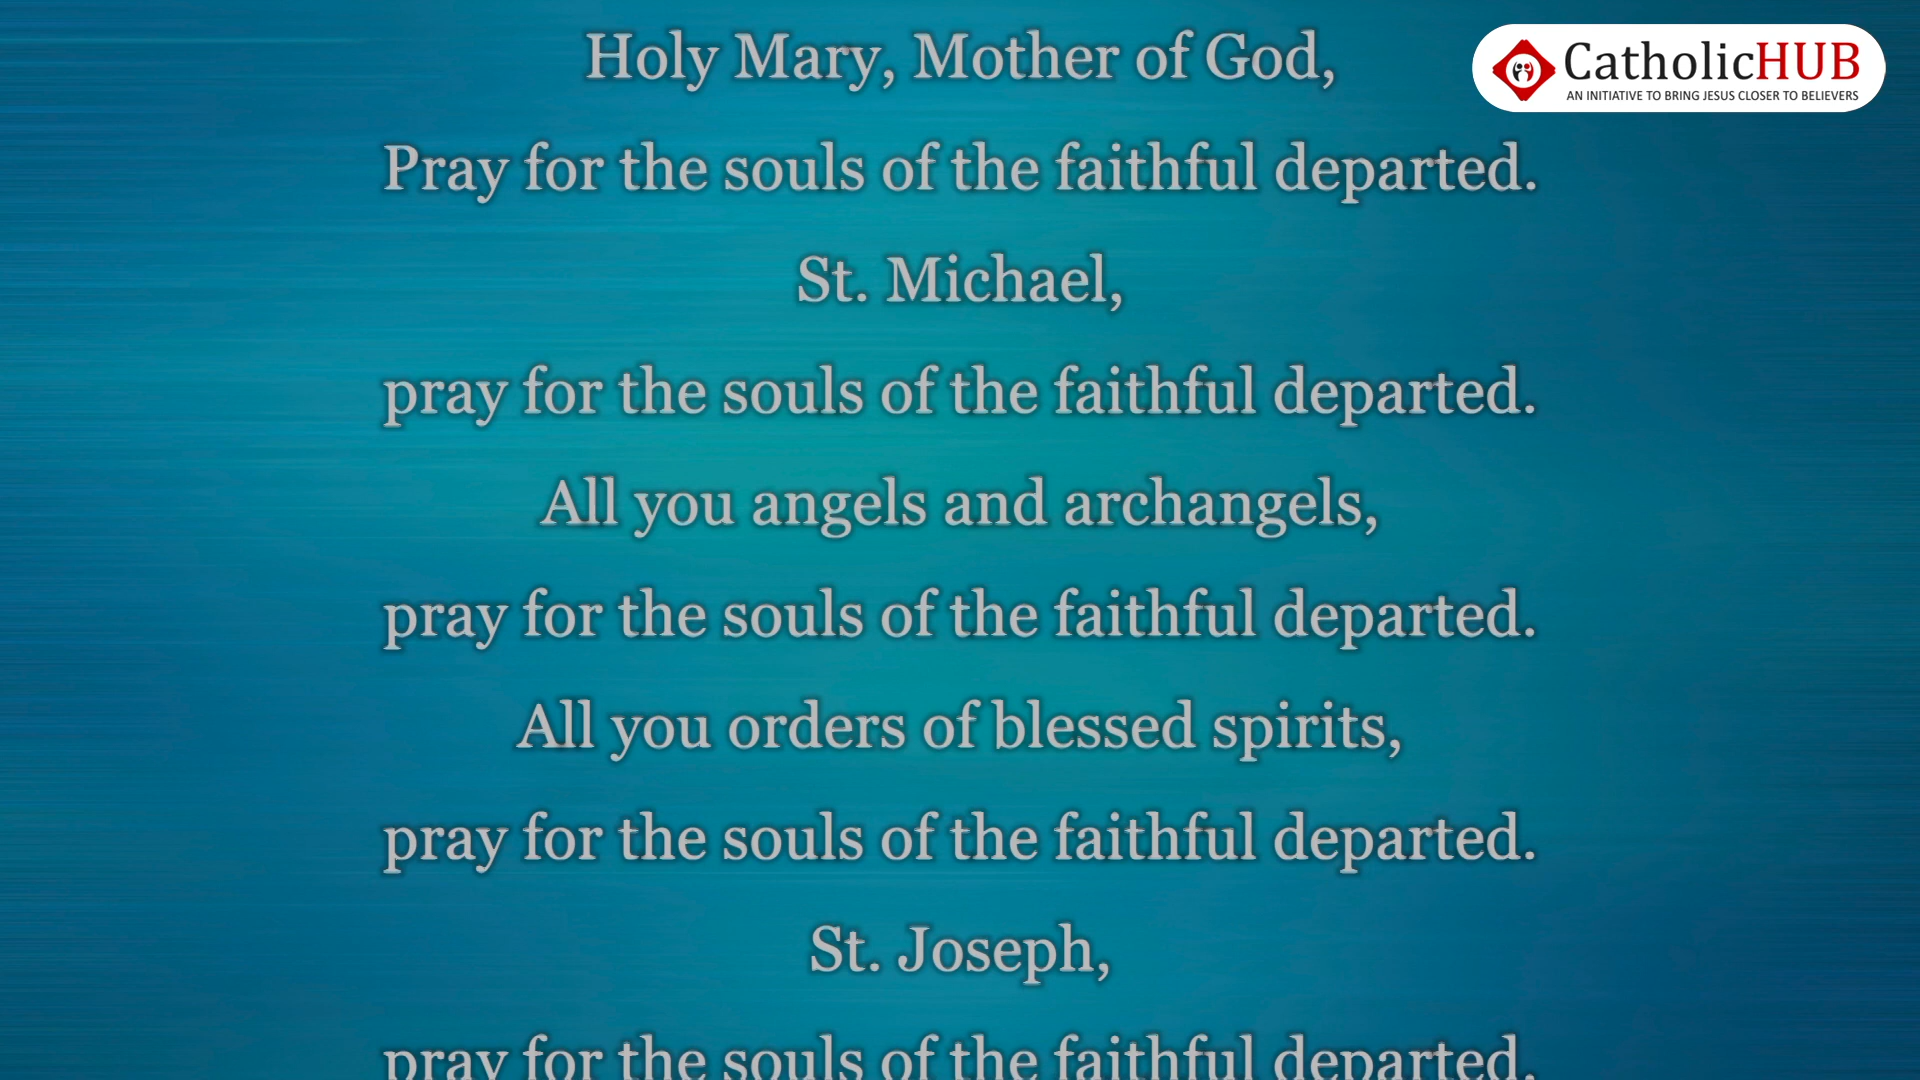 Holy Mary, Mother of God,
CatholicHUB
AN INITIATIVE TO BRING JESUS CLOSER TO BELIEVERS
Pray for the souls of the faithful departed.
St. Michael,
pray for the souls of the faithful departed.
All you angels and archangels,
pray for the souls of the faithful departed.
All you orders of blessed spirits,
pray for the souls of the faithful departed.
St. Joseph,
pray for the souls of the faithful departed.